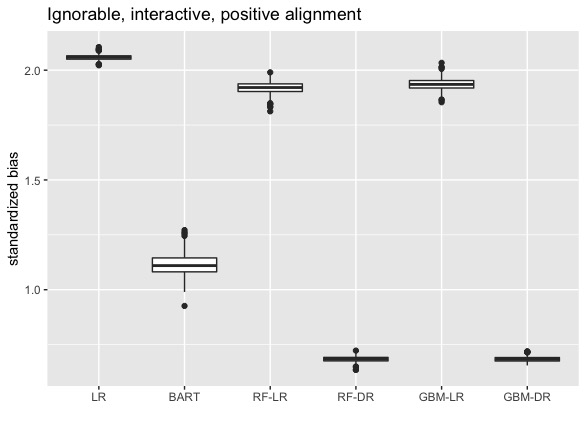 Ignorable, interactive, positive alignment
standardized bias
2.0
1.5
1.0
LR BART RF-LR RF-DR GBM-LR GBM-DR